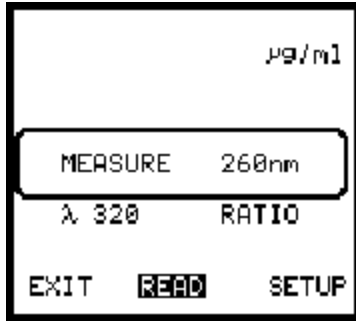 µg/ml
MEASURE 260nm
λ 320 RATIO
EXIT READ SETUP